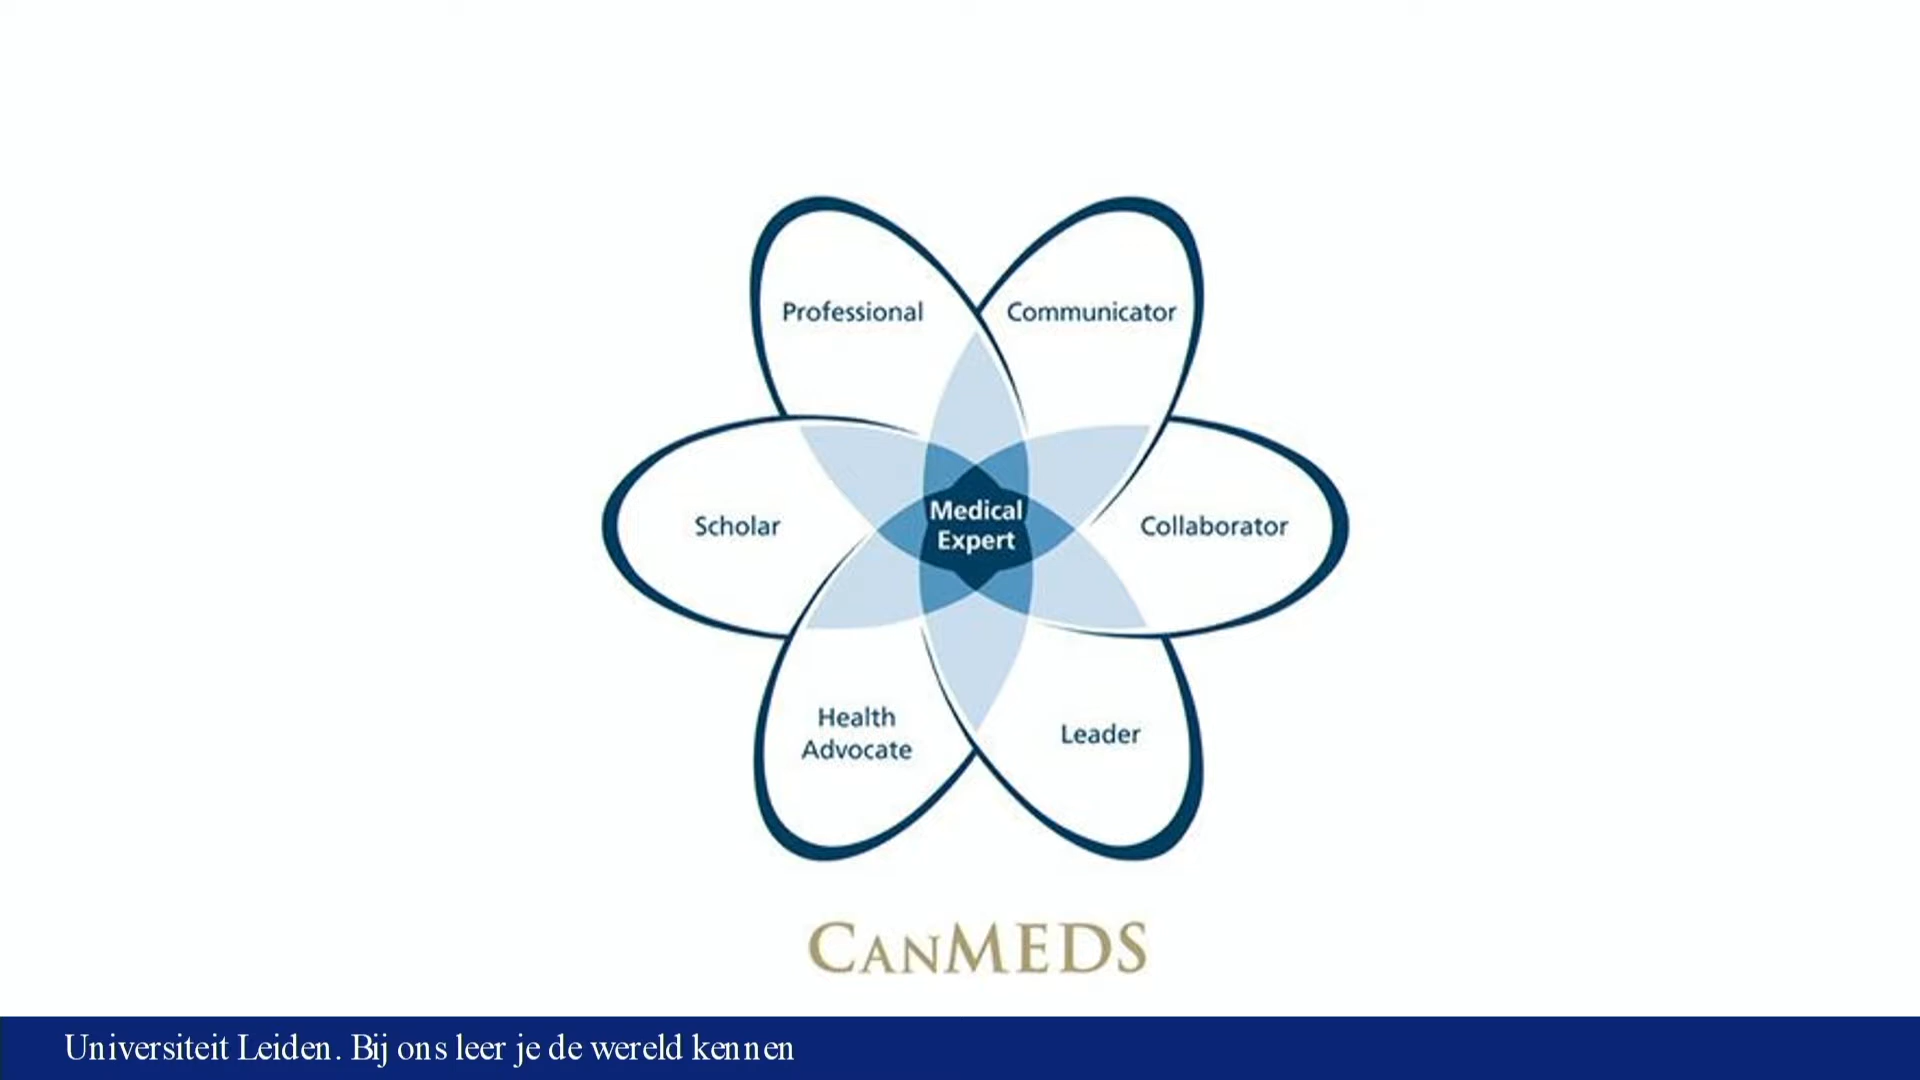 Professional
Communicator
Scholar
Medical
Expert
Collaborator
Health
Advocate
Leader
CANMEDS
Universiteit Leiden. Bij ons leer je de wereld kennen